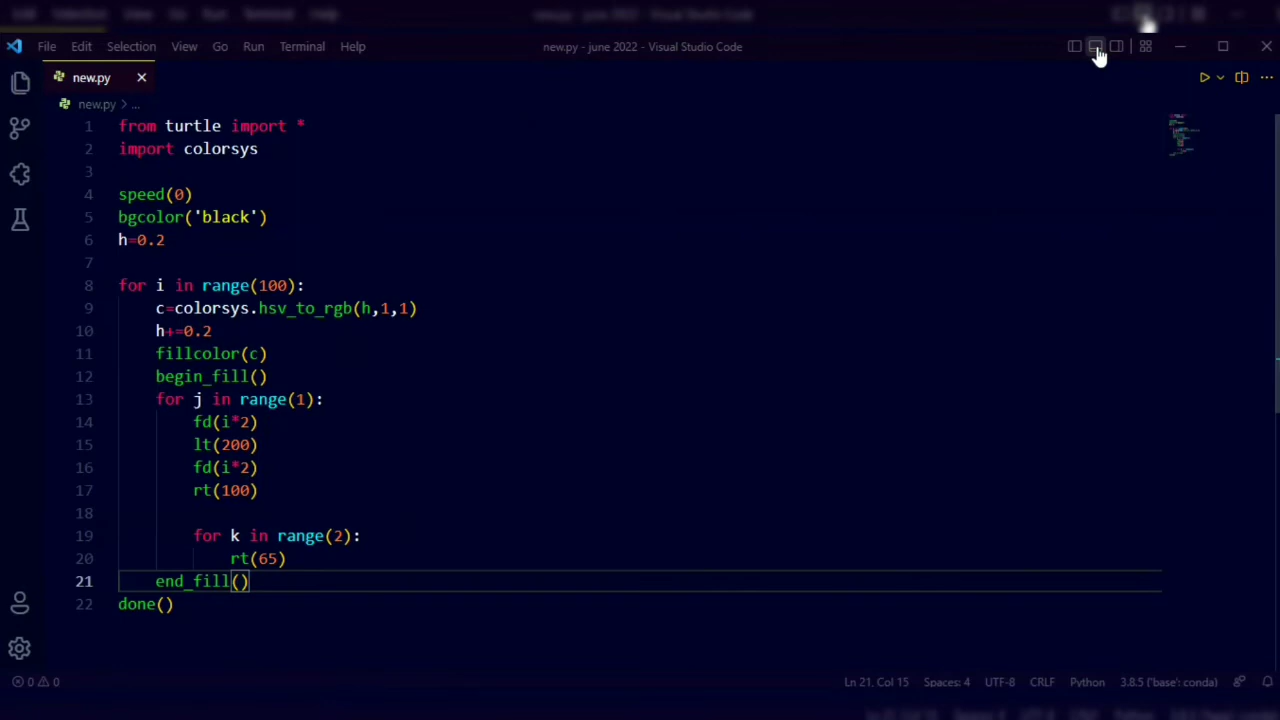 File Edit Selection View Go Run Terminal Help new.py - june 2022 - Visual Studio Code
new.py
new.py > ...
1 from turtle import *
2 import colorsys
3
4 speed(0)
5 bgcolor('black')
6 h=0.2
7
8 for i in range(100):
9     c=colorsys.hsv_to_rgb(h,1,1)
10     h+=0.2
11     fillcolor(c)
12     begin_fill()
13     for j in range(1):
14         fd(i*2)
15         lt(200)
16         fd(i*2)
17         rt(100)
18
19         for k in range(2):
20             rt(65)
21     end_fill()
22 done()
0 0 Ln 21, Col 15 Spaces: 4 UTF-8 CRLF Python 3.8.5 ('base': conda)